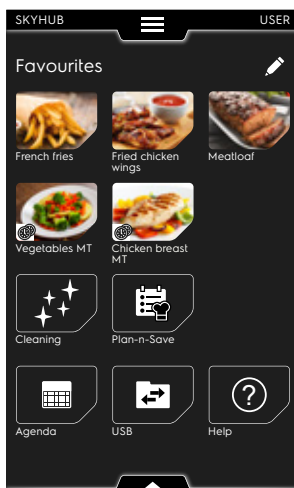 SKYHUB
USER
Favourites
French fries
Fried chicken
wings
Meatloaf
Vegetables MT
Chicken breast
MT
Cleaning
Plan-n-Save
Agenda
USB
Help